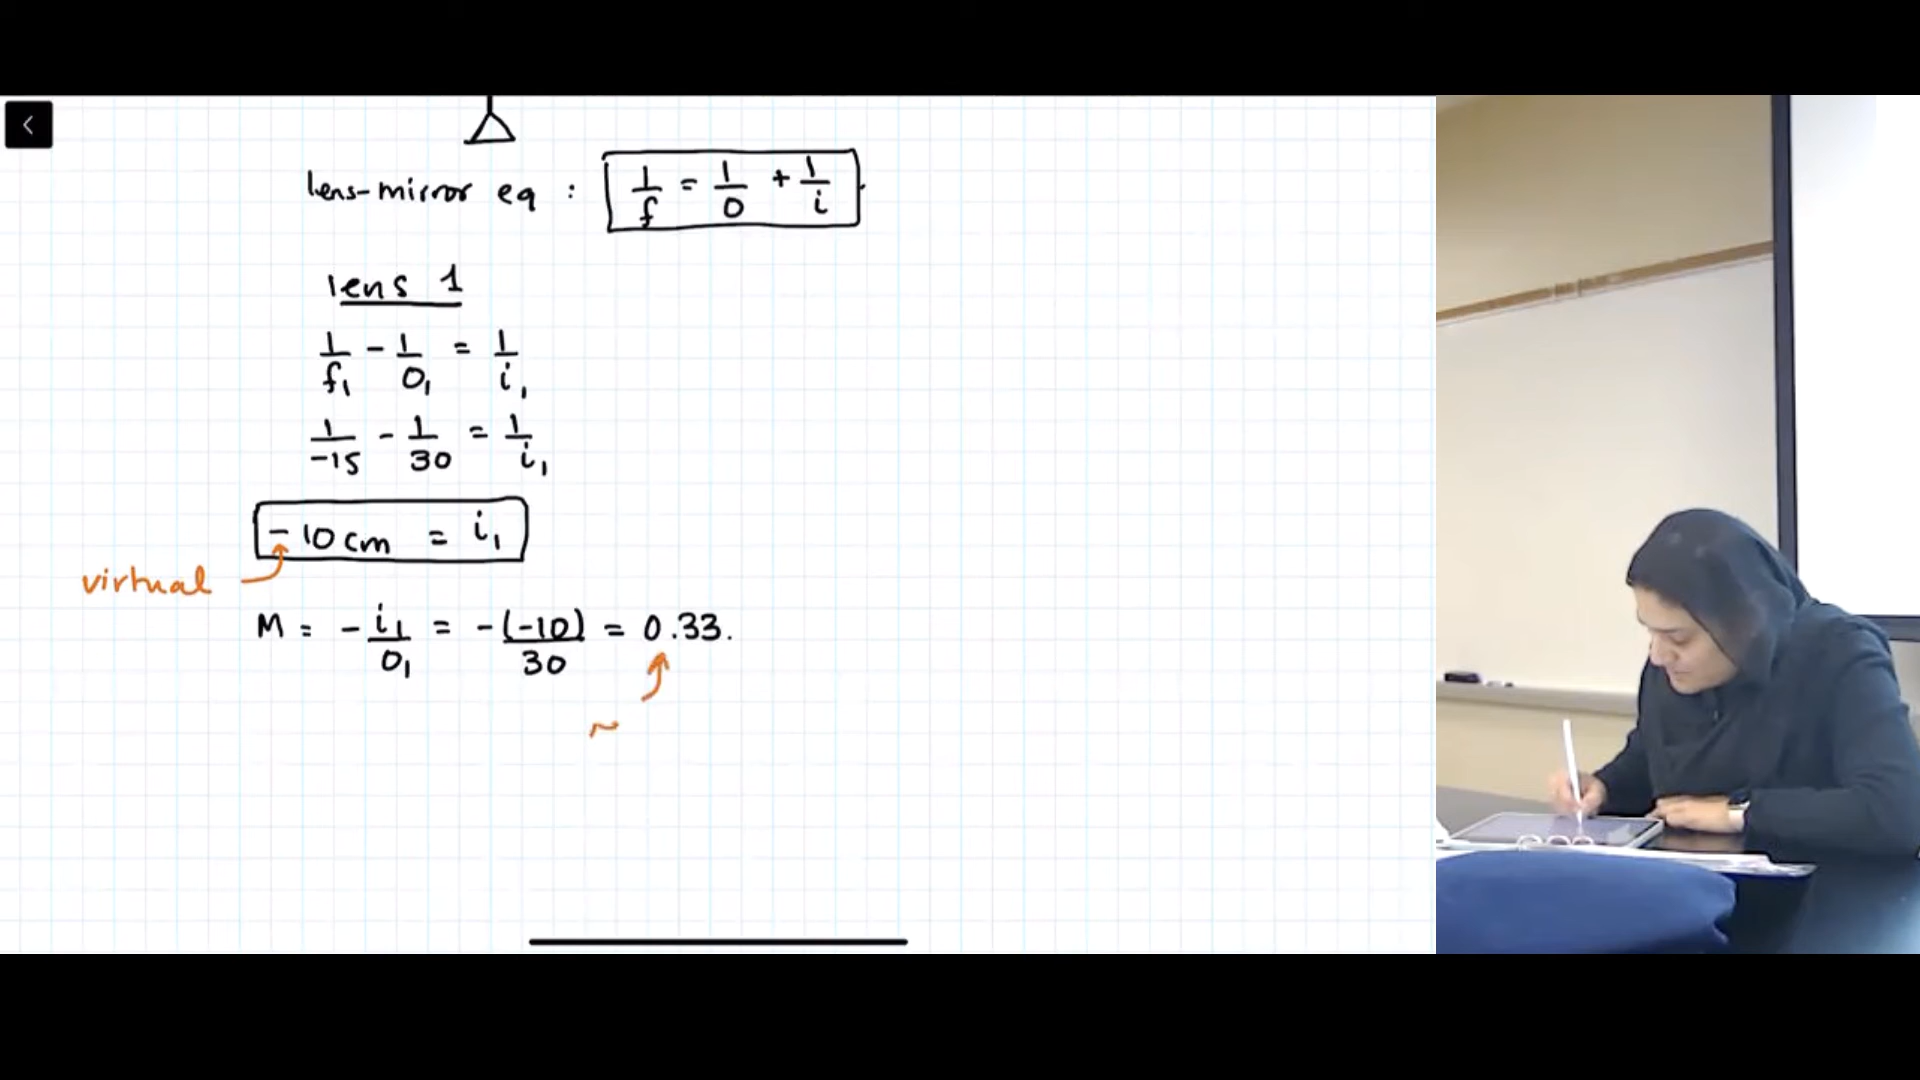 lens-mirror eq : 1/f = 1/o + 1/i
lens 1
1/f₁ - 1/o₁ = 1/i₁
1/-15 - 1/30 = 1/i₁
-10 cm = i₁
virtual
M = -i₁/o₁ = -(-10)/30 = 0.33.